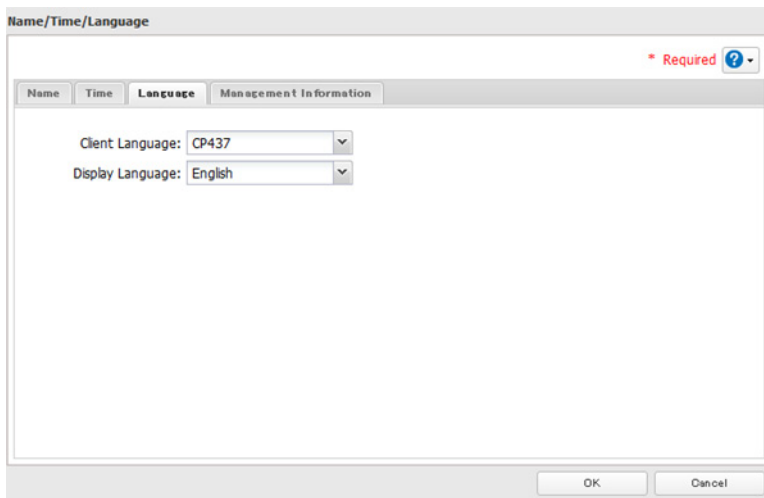 Name/Time/Language
* Required ?
Name Time Language Management Information
Client Language: CP437
Display Language: English
OK Cancel